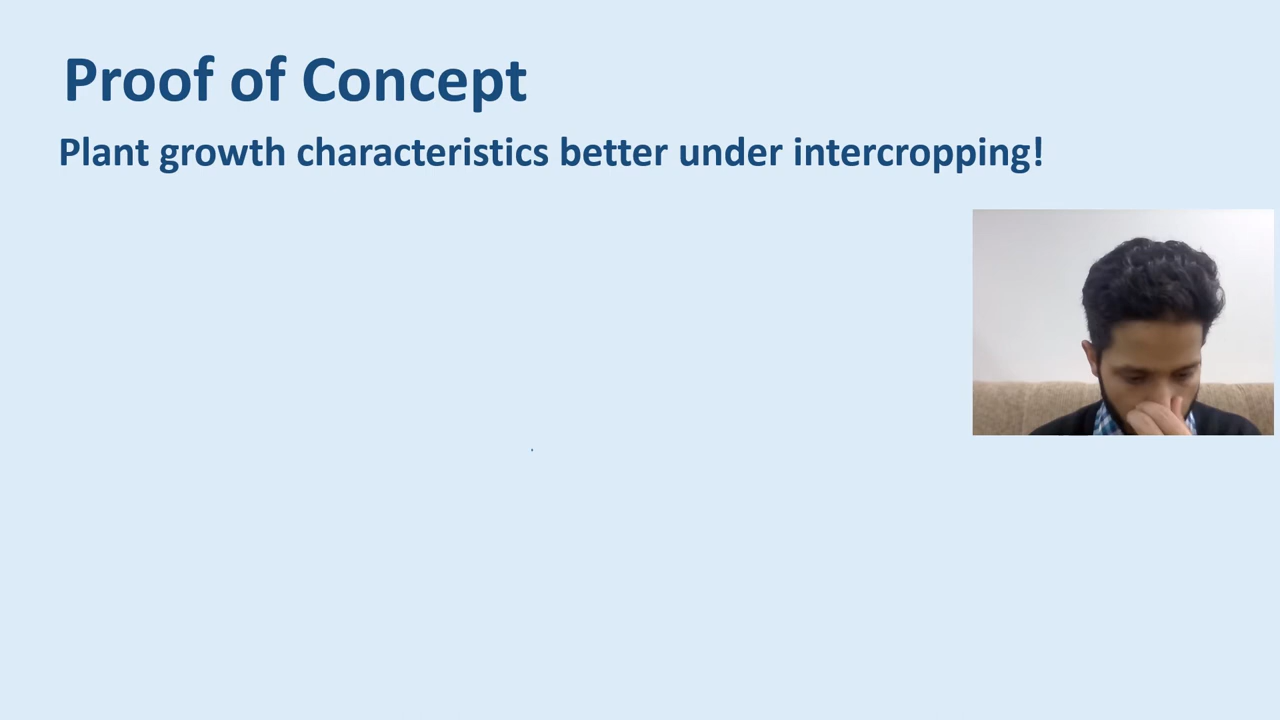 Proof of Concept
Plant growth characteristics better under intercropping!